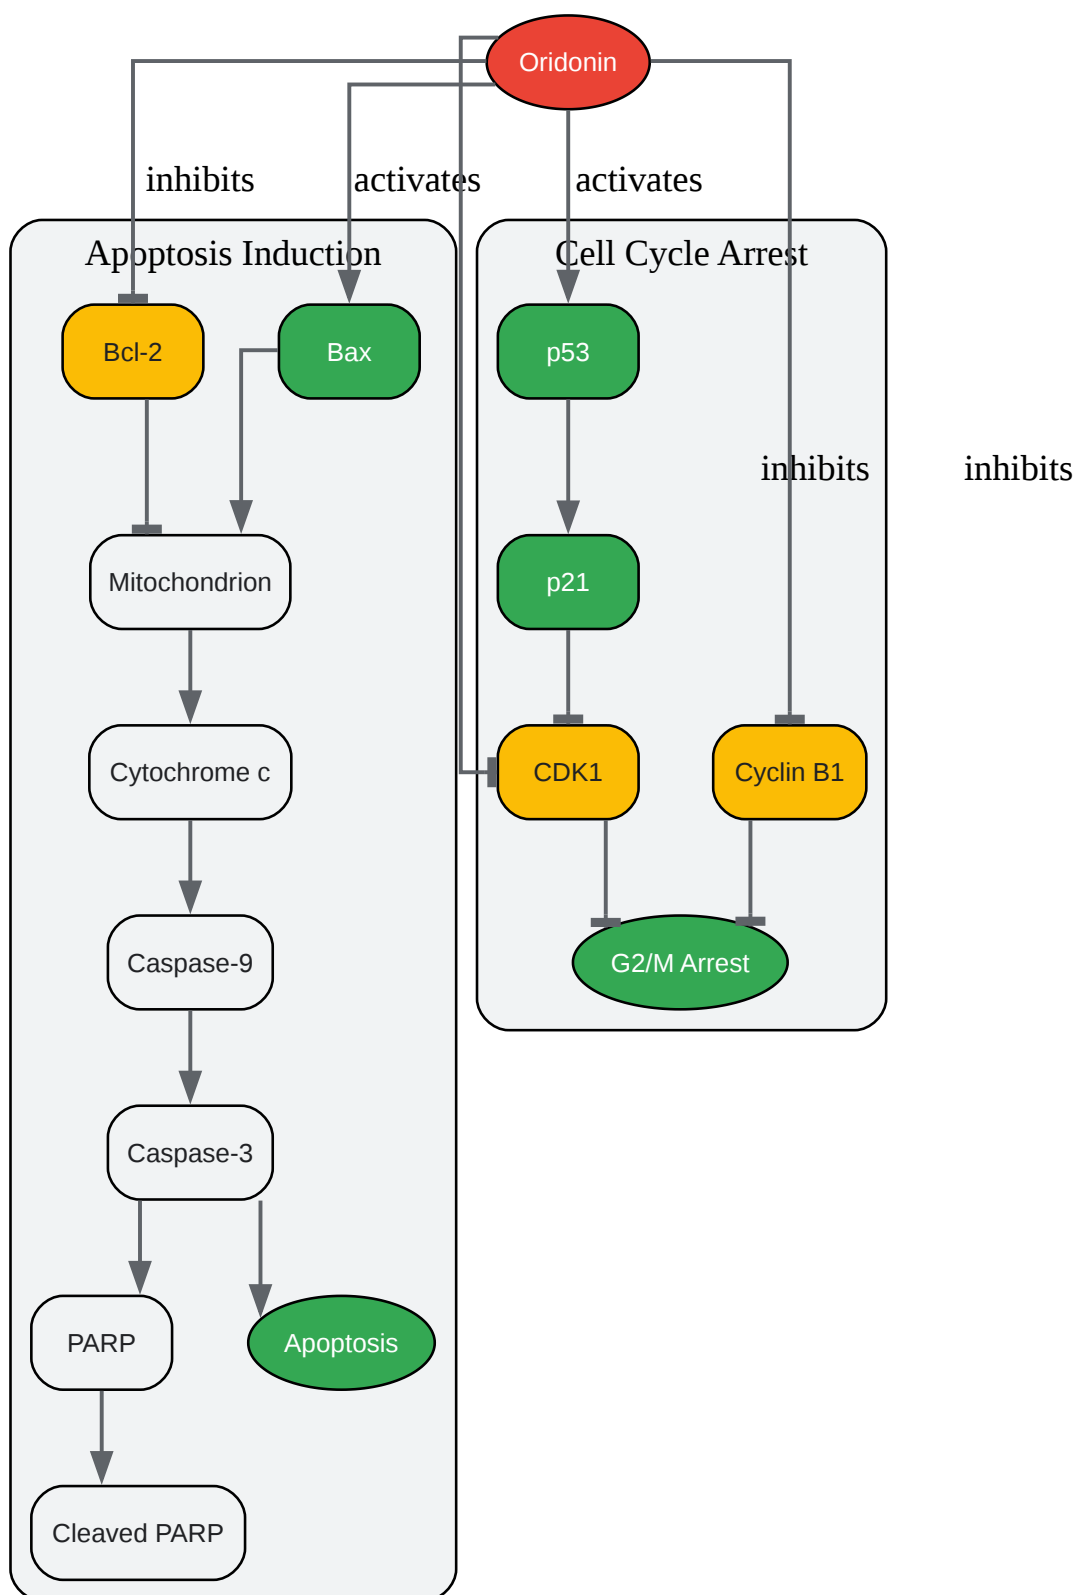 Oridonin
inhibits
activates
activates
Apoptosis Induction
Cell Cycle Arrest
Bcl-2
Bax
p53
inhibits
inhibits
Mitochondrion
p21
Cytochrome c
CDK1
Cyclin B1
Caspase-9
G2/M Arrest
Caspase-3
PARP
Apoptosis
Cleaved PARP